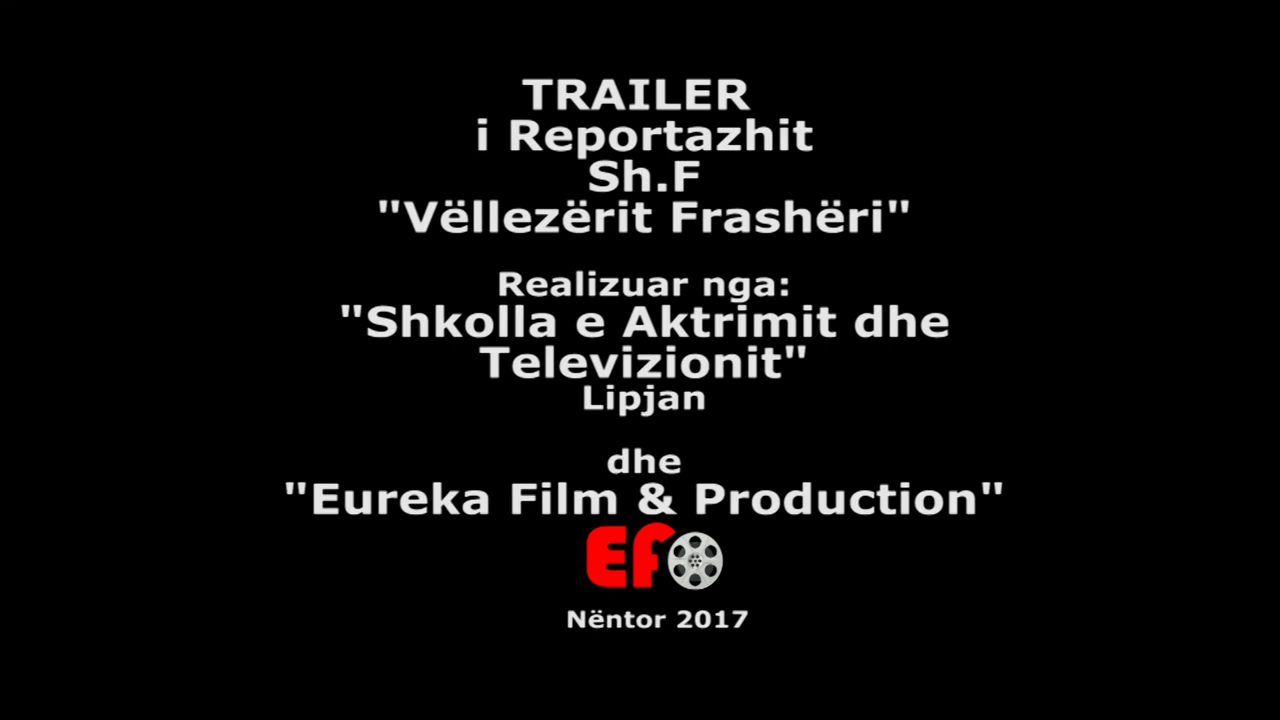 TRAILER
i Reportazhit
Sh.F
"Vëllezërit Frashëri"
Realizuar nga:
"Shkolla e Aktrimit dhe
Televizionit"
Lipjan
dhe
"Eureka Film & Production"
EF
Nëntor 2017